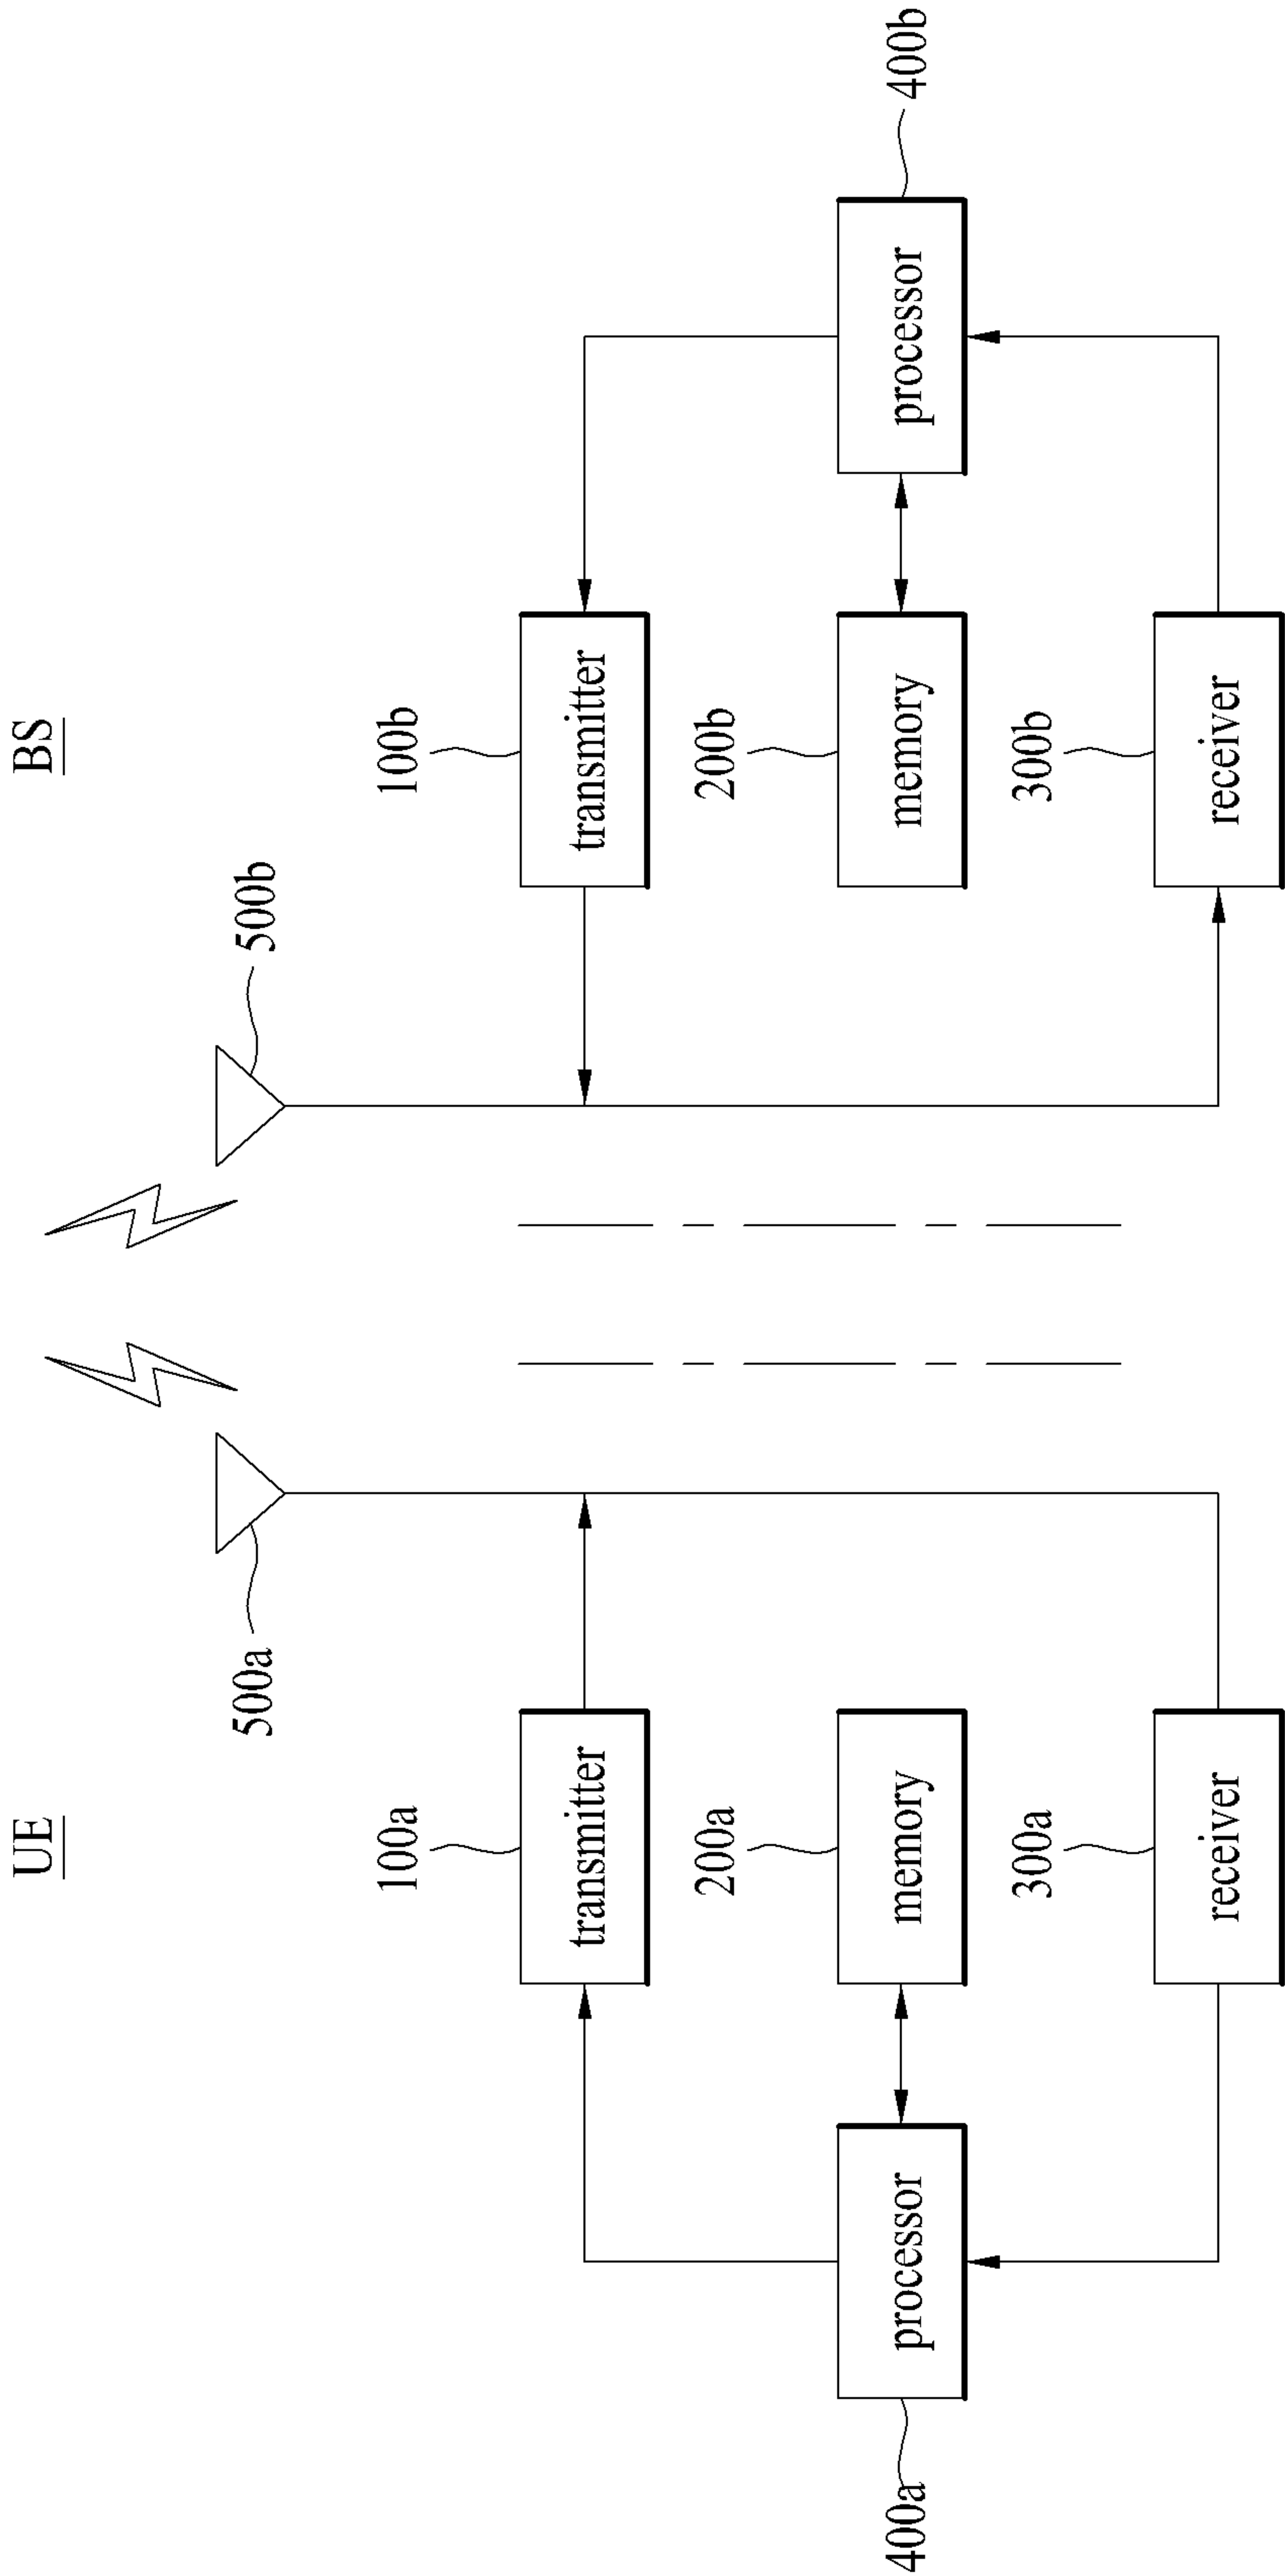 UE
BS
500a
500b
100a
transmitter
100b
transmitter
400a
processor
200a
memory
200b
memory
processor
400b
300a
receiver
300b
receiver